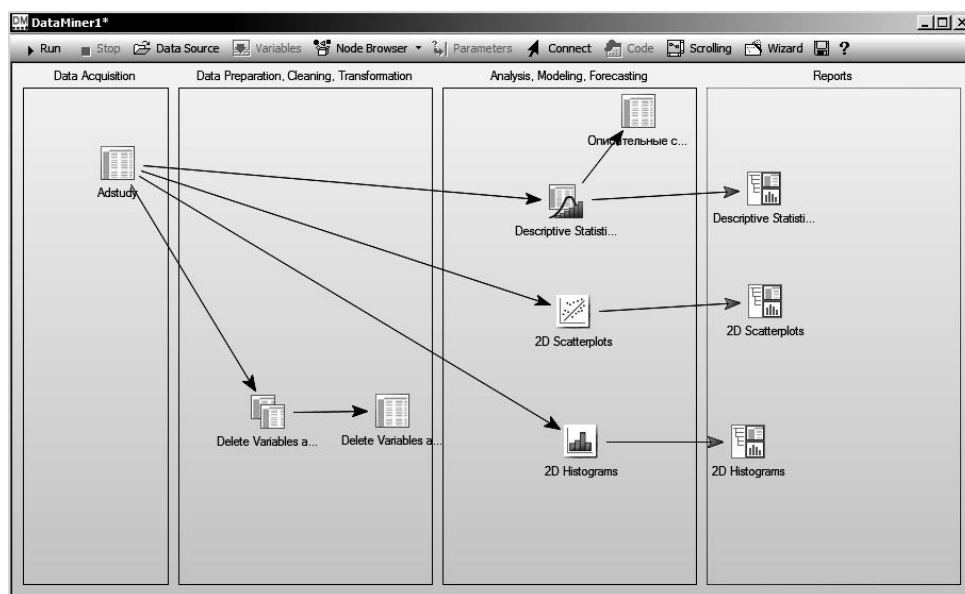 DM DataMiner1*
Run Stop Data Source Variables Node Browser Parameters Connect Code Scrolling Wizard ?
Data Acquisition
Data Preparation, Cleaning, Transformation
Analysis, Modeling, Forecasting
Reports
Описательные с...
Adstudy
Descriptive Statisti...
Descriptive Statisti...
2D Scatterplots
2D Scatterplots
Delete Variables a...
Delete Variables a...
2D Histograms
2D Histograms